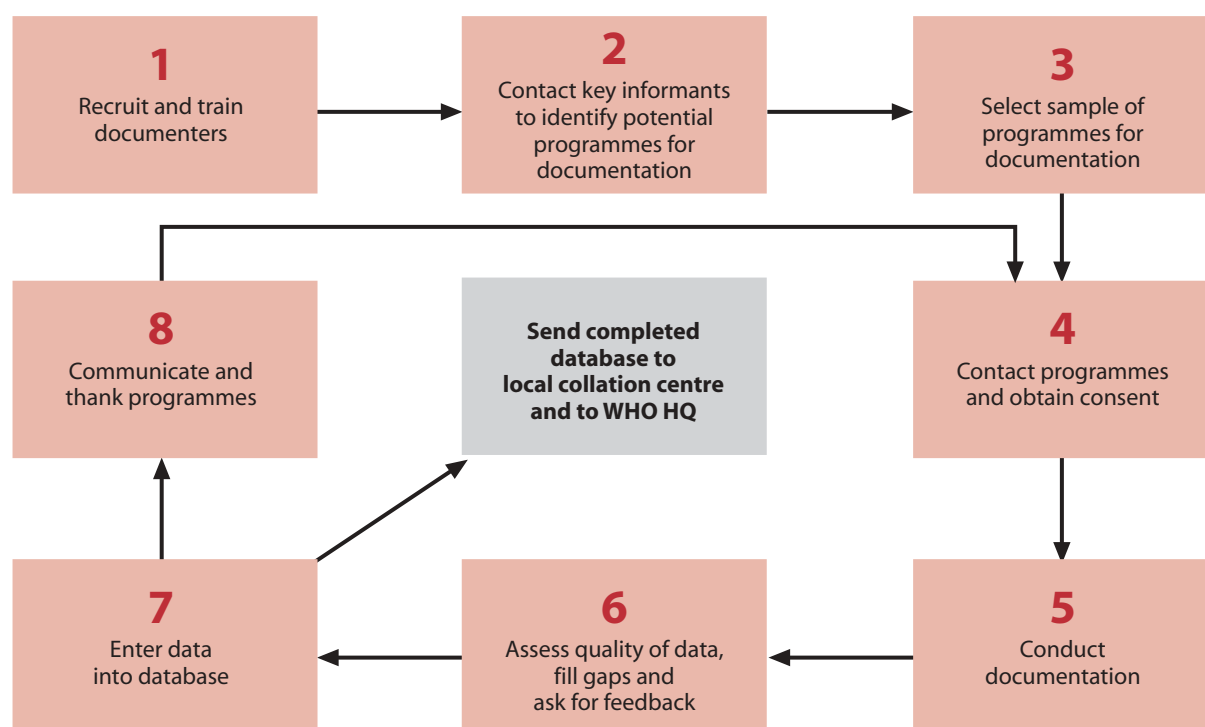 1
Recruit and train
documenters
2
Contact key informants
to identify potential
programmes for
documentation
3
Select sample of
programmes for
documentation
8
Communicate and
thank programmes
Send completed
database to
local collation centre
and to WHO HQ
4
Contact programmes
and obtain consent
7
Enter data
into database
6
Assess quality of data,
fill gaps and
ask for feedback
5
Conduct
documentation